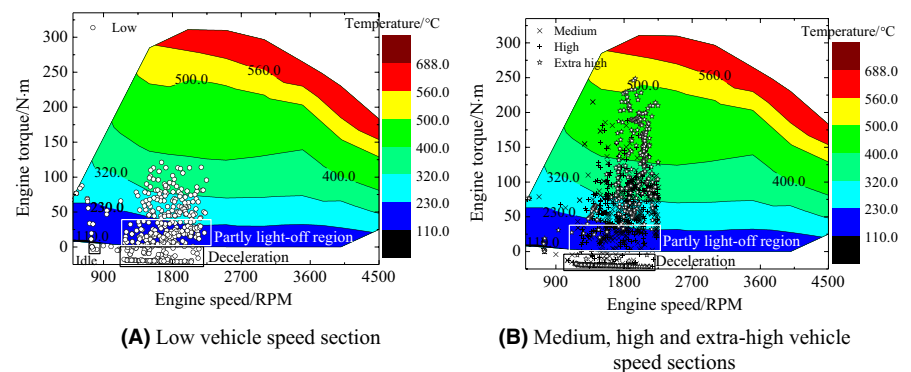 (A)
Temperature/°C
Low
300
250
200
150
100
50
0
Engine torque/N·m
560.0
500.0
400.0
320.0
Partly light-off region
Deceleration
Idle
688.0
560.0
500.0
400.0
320.0
230.0
110.0
900 1800 2700 3600 4500
Engine speed/RPM
(A) Low vehicle speed section
(B)
Temperature/°C
Medium
High
Extra high
300
250
200
150
100
50
0
Engine torque/N·m
560.0
500.0
400.0
320.0
230.0
Partly light-off region
Deceleration
688.0
560.0
500.0
400.0
320.0
230.0
110.0
900 1800 2700 3600 4500
Engine speed/RPM
(B) Medium, high and extra-high vehicle
speed sections